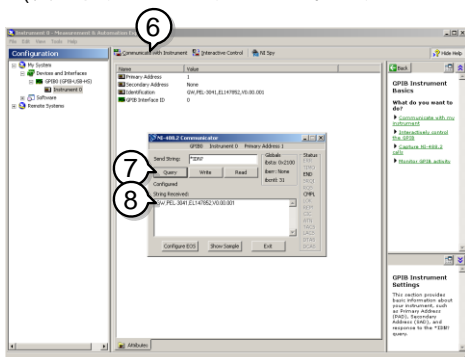 6
Instrument 0 - Measurement & Automation
File Edit View Tools Help
Configuration
Communicate with Instrument Interactive Control NI Spy
Hide Help
My System
Devices and Interfaces
GPIB0 (GPIB-USB-HS)
Instrument 0
Software
Remote Systems
Name Value
Primary Address 1
Secondary Address None
Identification GW,PEL-3041,EL147852,V0.00.001
GPIB Interface ID 0
Back
GPIB Instrument
Basics
What do you want to
do?
Communicate with my
instrument
Interactively control
the GPIB
Capture NI-488.2
calls
Monitor GPIB activity
NI-488.2 Communicator
GPIB0 Instrument 0 Primary Address 1
Send String: *IDN?
7
Query Write Read
Configured
Globals
ibsta: 0x2100
iberr: None
ibcntl: 31
Status
END
CMPL
8
String Received:
GW,PEL-3041,EL147852,V0.00.001
Configure EOS Show Sample Exit
GPIB Instrument
Settings
This section provides
basic information about
your instrument, such
as Primary Address
(PAD), Secondary
Address (SAD), and
response to the *IDN?
query.
Attributes